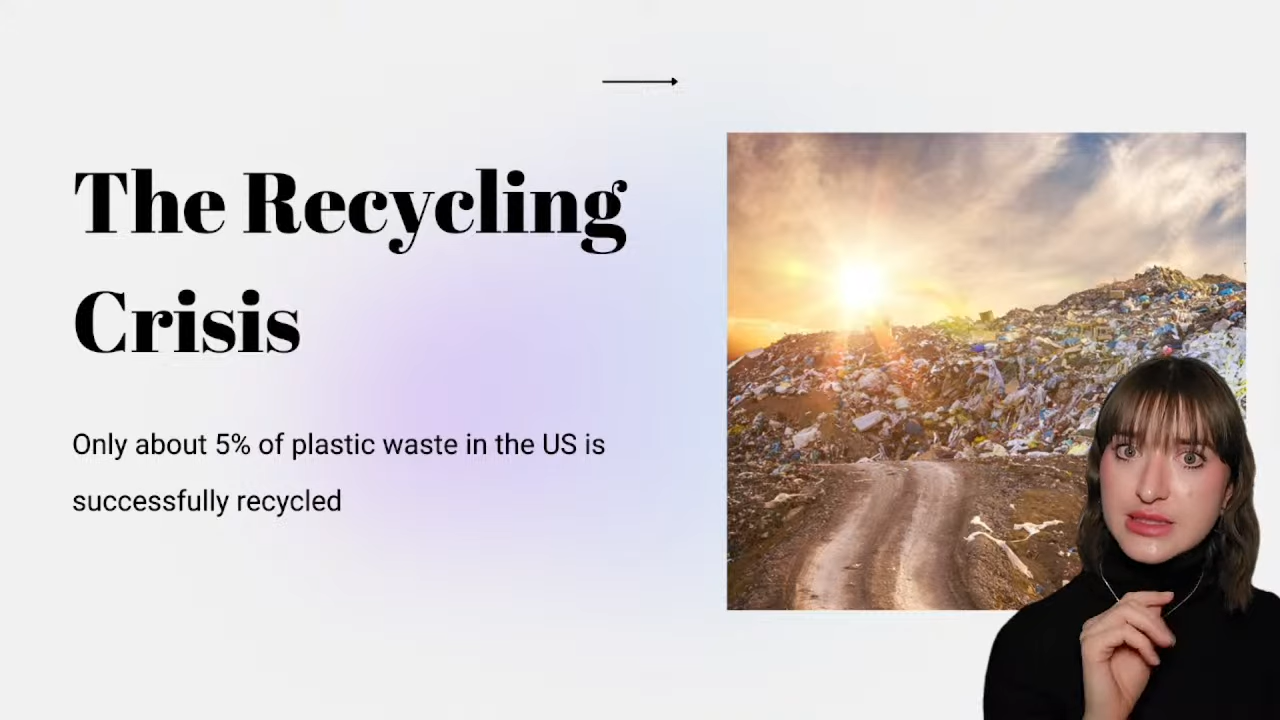 The Recycling
Crisis
Only about 5% of plastic waste in the US is
successfully recycled